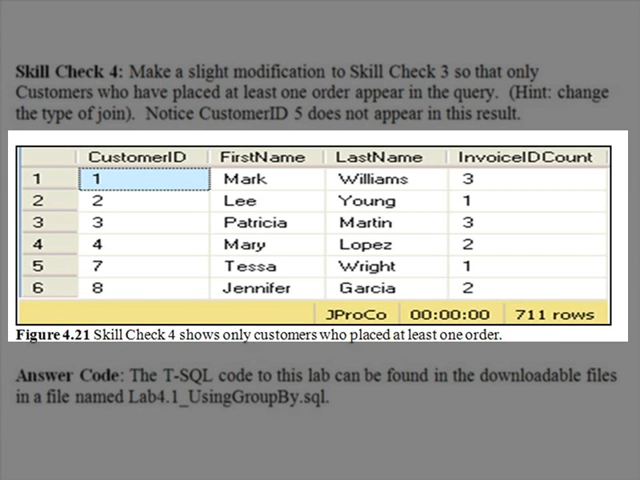 Skill Check 4: Make a slight modification to Skill Check 3 so that only
Customers who have placed at least one order appear in the query. (Hint: change
the type of join). Notice CustomerID 5 does not appear in this result.
CustomerID FirstName LastName InvoiceIDCount
1 1 Mark Williams 3
2 2 Lee Young 1
3 3 Patricia Martin 3
4 4 Mary Lopez 2
5 7 Tessa Wright 1
6 8 Jennifer Garcia 2
JProCo 00:00:00 711 rows
Figure 4.21 Skill Check 4 shows only customers who placed at least one order.
Answer Code: The T-SQL code to this lab can be found in the downloadable files
in a file named Lab4.1_UsingGroupBy.sql.